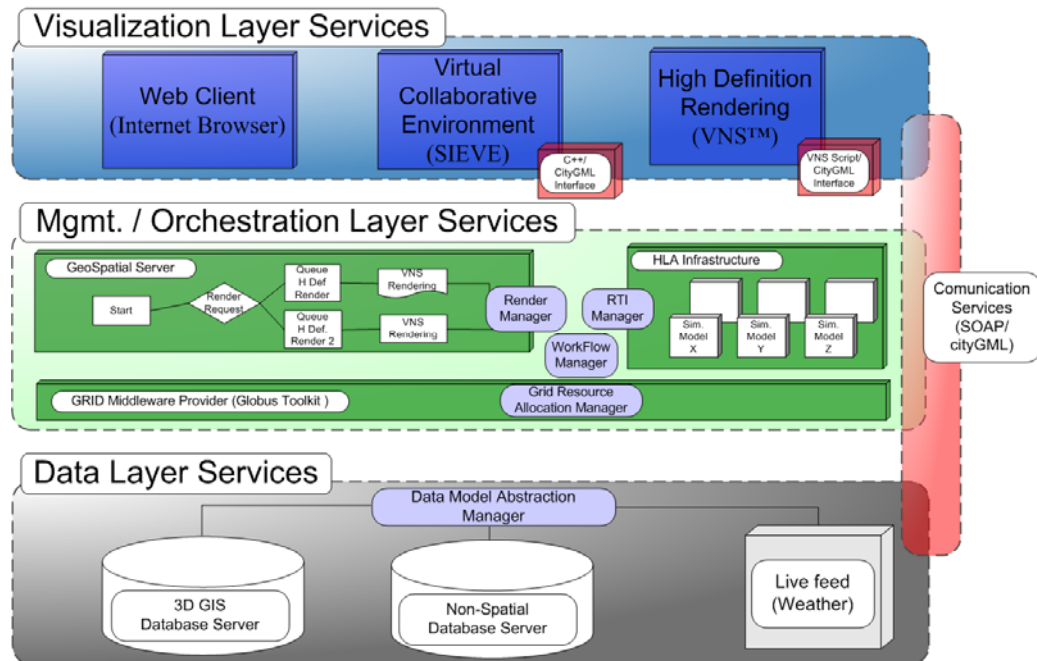 Visualization Layer Services
Web Client
(Internet Browser)
Virtual
Collaborative
Environment
(SIEVE)
C++/
CityGML
Interface
High Definition
Rendering
(VNS™)
VNS Script/
CityGML
Interface
Mgmt. / Orchestration Layer Services
GeoSpatial Server
Start
Render
Request
Queue
H Def
Render
VNS
Rendering
Queue
H Def.
Render 2
VNS
Rendering
Render
Manager
RTI
Manager
WorkFlow
Manager
HLA Infrastructure
Sim.
Model
X
Sim.
Model
Y
Sim.
Model
Z
GRID Middleware Provider (Globus Toolkit )
Grid Resource
Allocation Manager
Comunication
Services
(SOAP/
cityGML)
Data Layer Services
Data Model Abstraction
Manager
3D GIS
Database Server
Non-Spatial
Database Server
Live feed
(Weather)